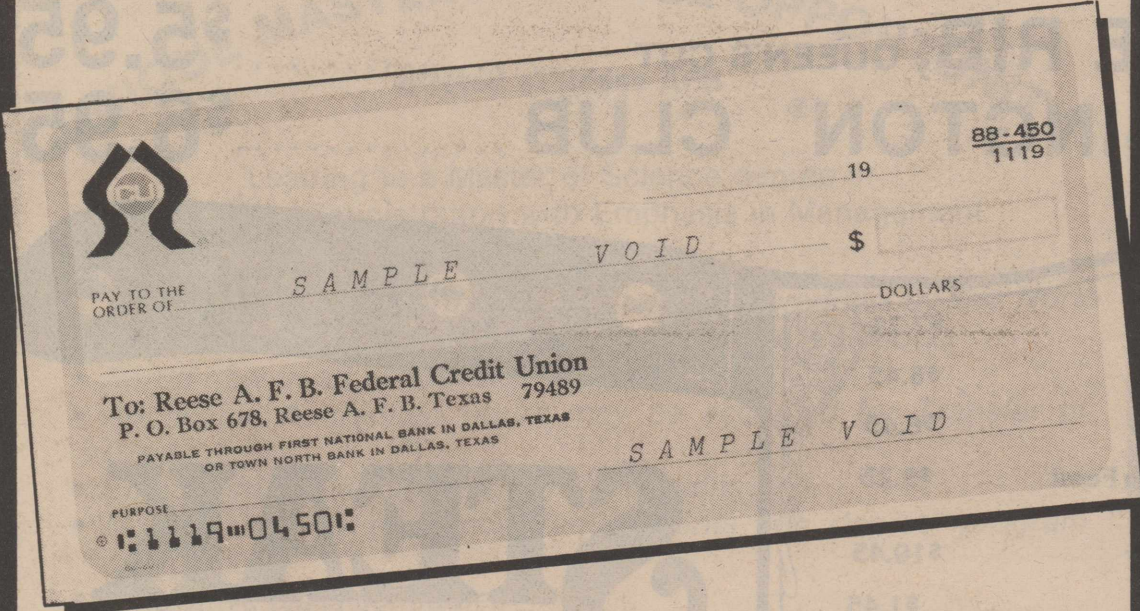 88-450
1119
19
$
SAMPLE VOID
PAY TO THE
ORDER OF
DOLLARS
To: Reese A. F. B. Federal Credit Union
P. O. Box 678, Reese A. F. B. Texas 79489
PAYABLE THROUGH FIRST NATIONAL BANK IN DALLAS, TEXAS
OR TOWN NORTH BANK IN DALLAS, TEXAS
SAMPLE VOID
PURPOSE
⑆1119⑉0450⑆